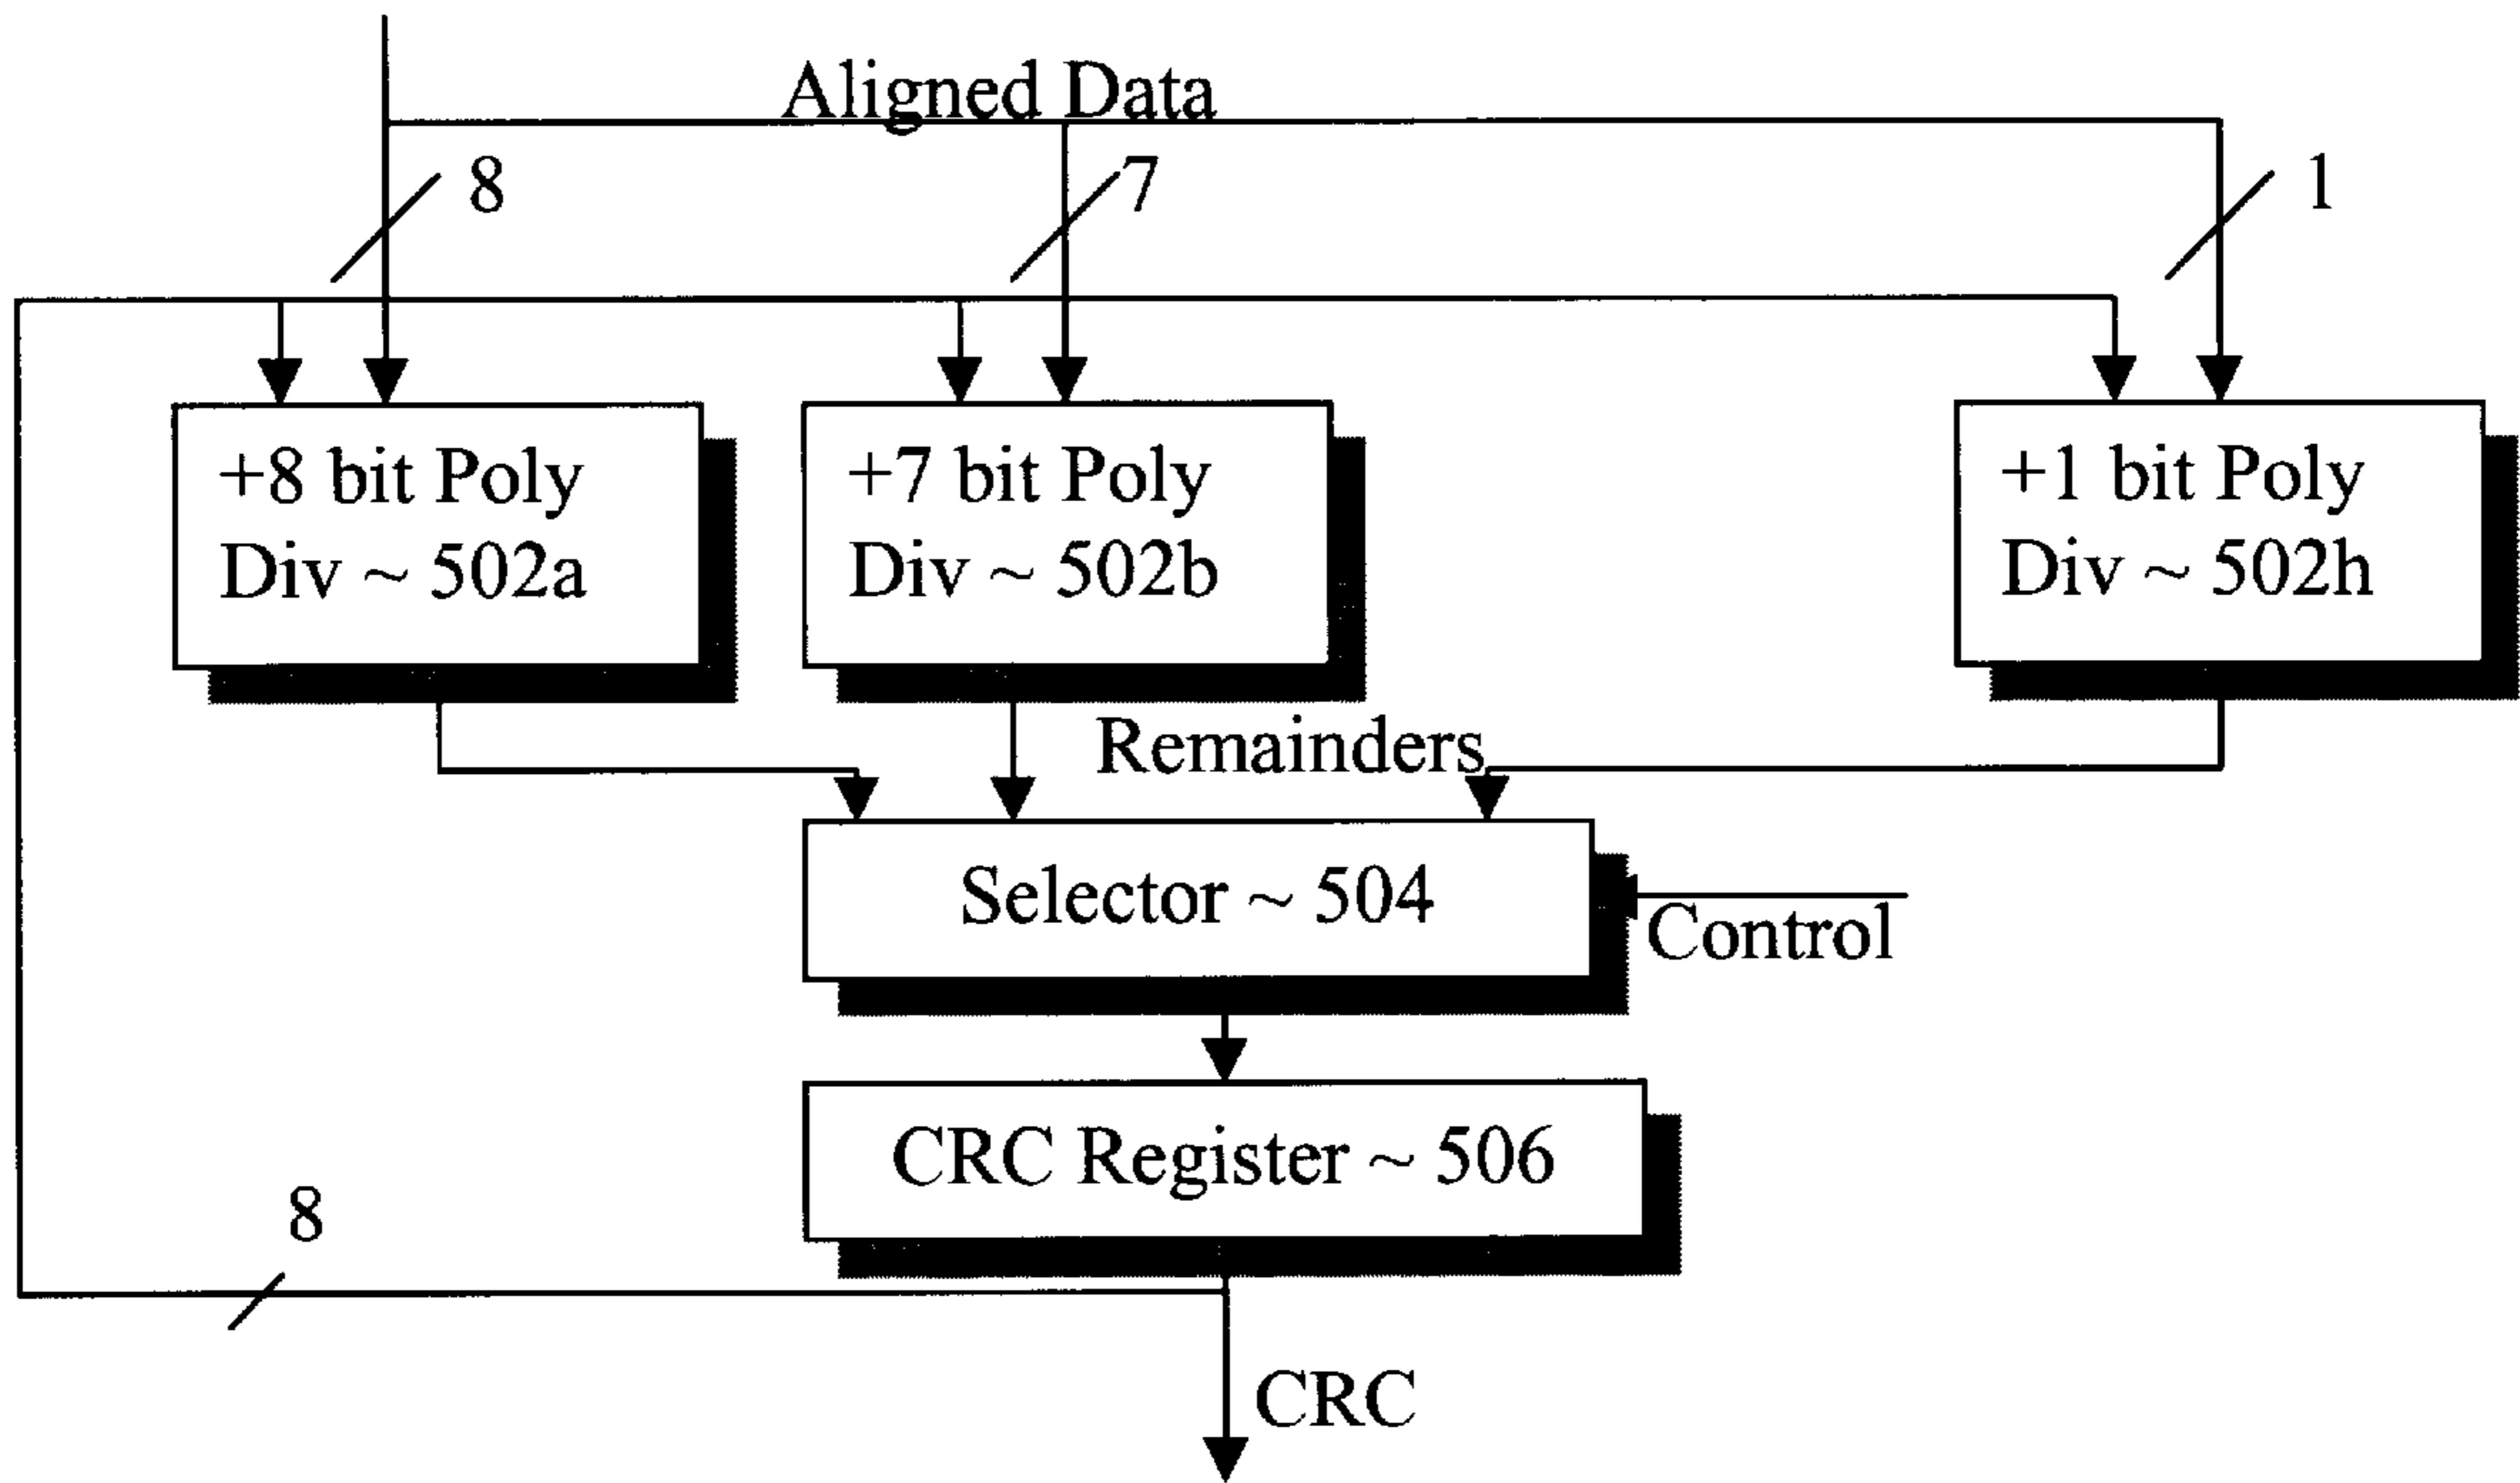 Aligned Data
8
7
1
+8 bit Poly
Div ~ 502a
+7 bit Poly
Div ~ 502b
+1 bit Poly
Div ~ 502h
Remainders
Selector ~ 504
Control
CRC Register ~ 506
8
CRC